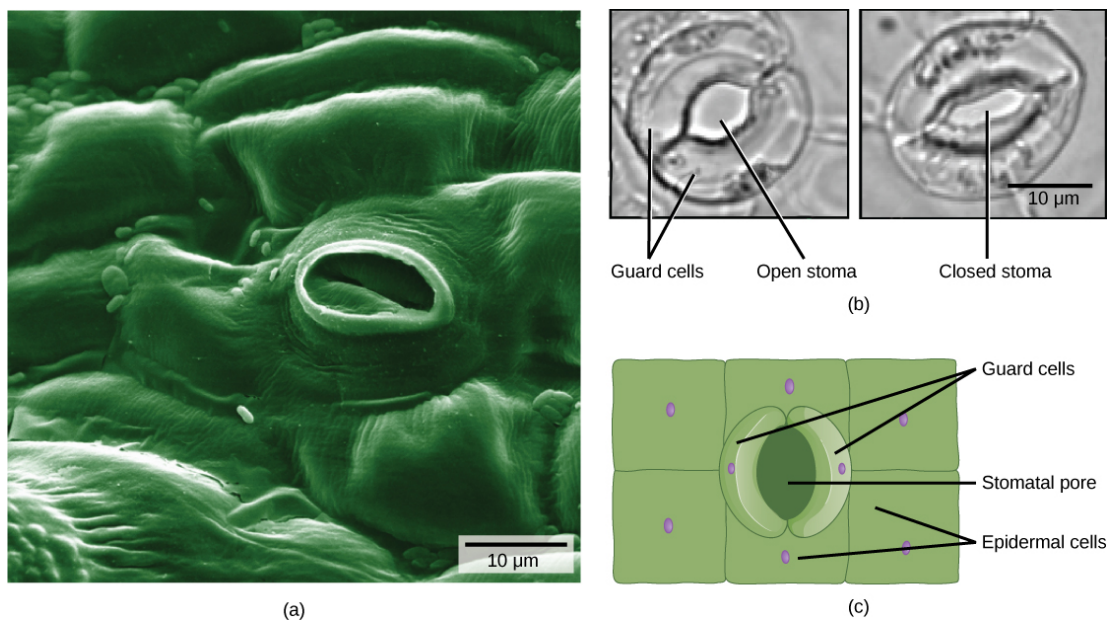 10 µm
(a)
10 µm
Guard cells
Open stoma
Closed stoma
(b)
Guard cells
Stomatal pore
Epidermal cells
(c)